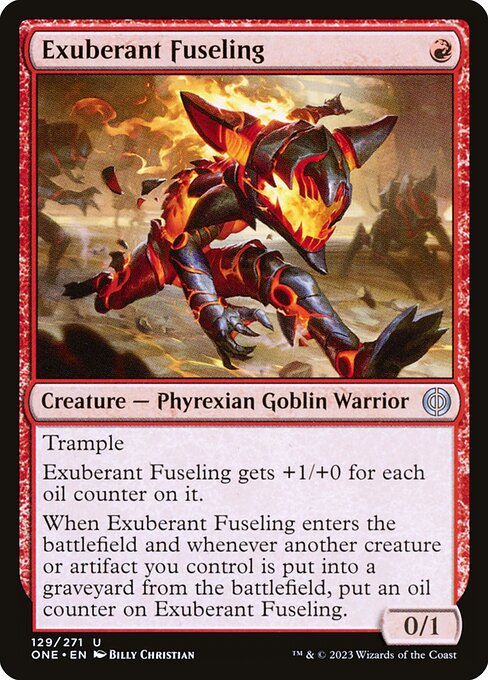 Exuberant Fuseling
Creature — Phyrexian Goblin Warrior
Trample
Exuberant Fuseling gets +1/+0 for each
oil counter on it.
When Exuberant Fuseling enters the
battlefield and whenever another creature
or artifact you control is put into a
graveyard from the battlefield, put an oil
counter on Exuberant Fuseling.
0/1
129/271 U
ONE • EN Billy Christian
™ & © 2023 Wizards of the Coast